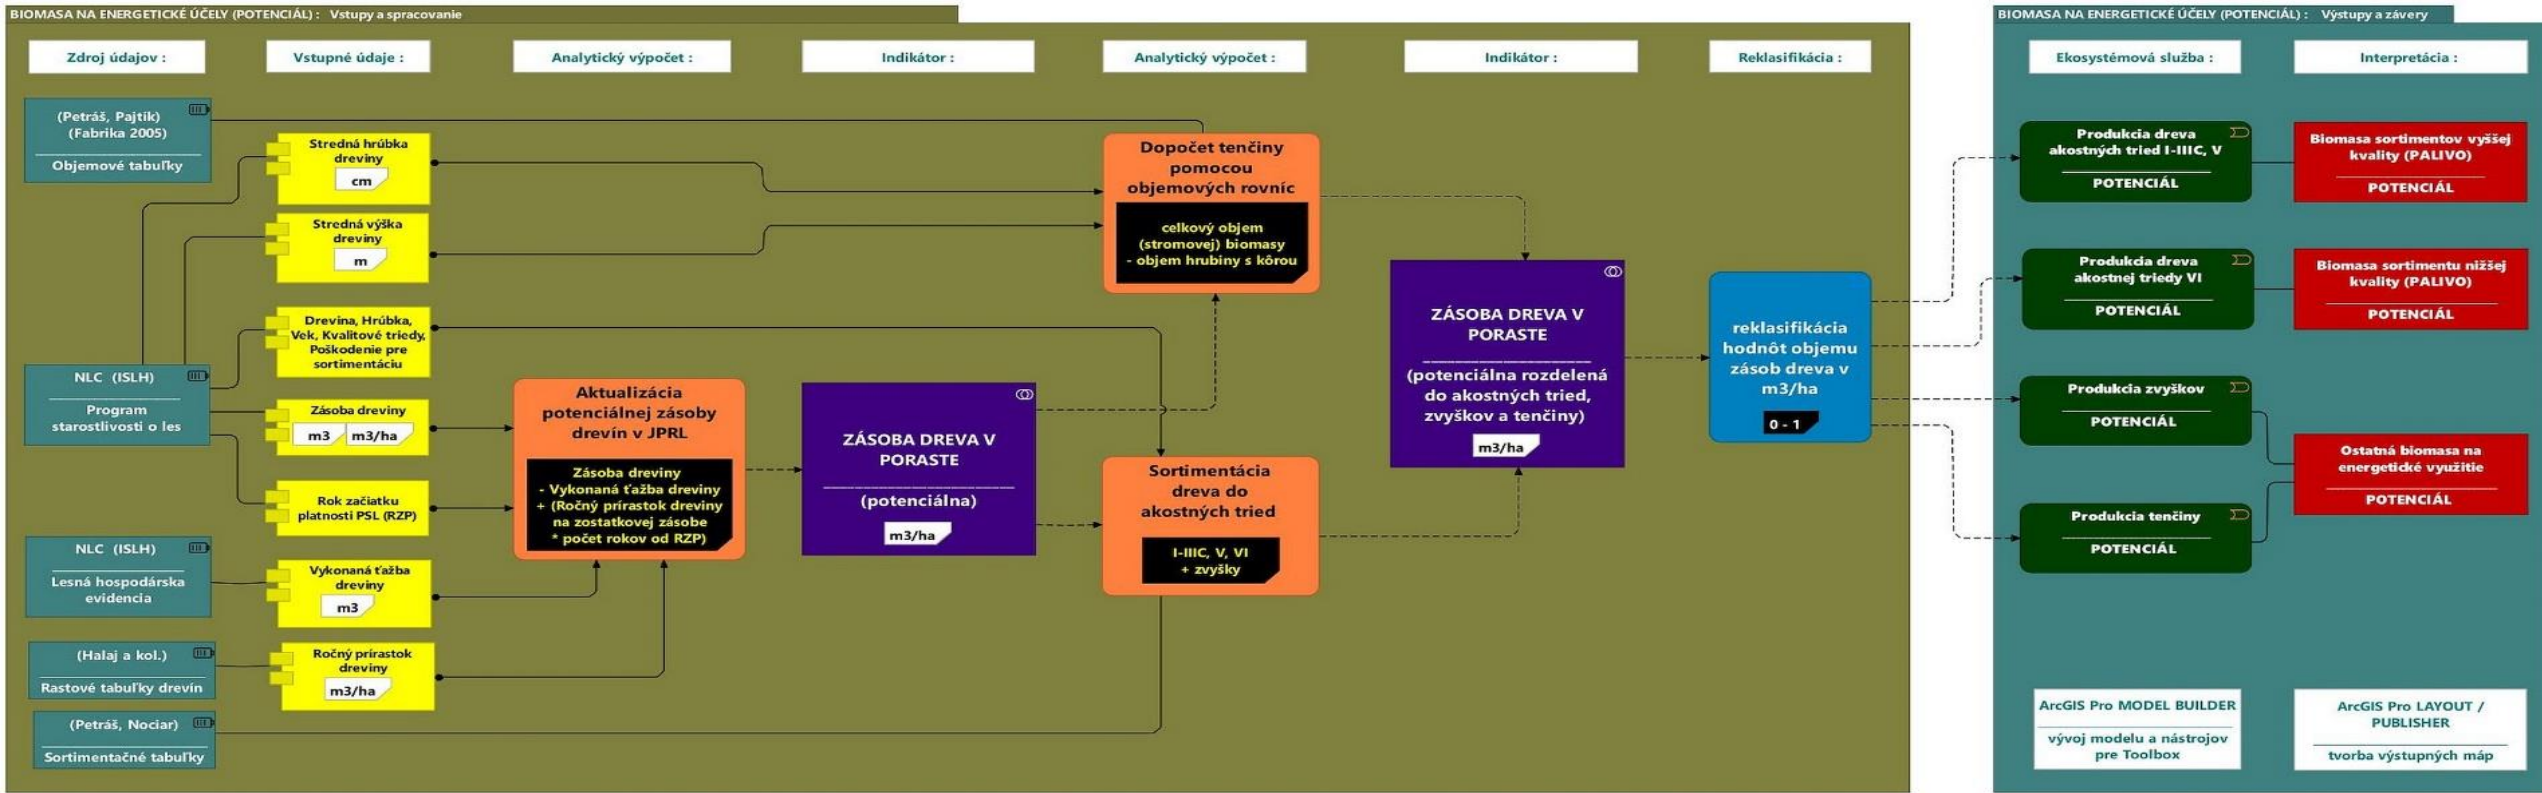 BIOMASA NA ENERGETICKÉ ÚČELY (POTENCIÁL) : Vstupy a spracovanie
Zdroj údajov :
Vstupné údaje :
Analytický výpočet :
Indikátor :
Analytický výpočet :
Indikátor :
Reklasifikácia :
(Petráš, Pajtík)
(Fabrika 2005)
Objemové tabuľky
NLC (ISLH)
Program
starostlivosti o les
NLC (ISLH)
Lesná hospodárska
evidencia
(Halaj a kol.)
Rastové tabuľky drevín
(Petráš, Nociar)
Sortimentačné tabuľky
Stredná hrúbka
dreviny
cm
Stredná výška
dreviny
m
Drevina, Hrúbka,
Vek, Kvalitové triedy,
Poškodenie pre
sortimentáciu
Zásoba dreviny
m3 m3/ha
Rok začiatku
platnosti PSL (RZP)
Vykonaná ťažba
dreviny
m3
Ročný prírastok
dreviny
m3/ha
Aktualizácia
potenciálnej zásoby
drevín v JPRL
Zásoba dreviny
- Vykonaná ťažba dreviny
+ (Ročný prírastok dreviny
na zostatkovej zásobe
* počet rokov od RZP)
ZÁSOBA DREVA V
PORASTE
(potenciálna)
m3/ha
Dopočet tenčiny
pomocou
objemových rovníc
celkový objem
(stromovej) biomasy
- objem hrubiny s kôrou
Sortimentácia
dreva do
akostných tried
I-IIIC, V, VI
+ zvyšky
ZÁSOBA DREVA V
PORASTE
(potenciálna rozdelená
do akostných tried,
zvyškov a tenčiny)
m3/ha
reklasifikácia
hodnôt objemu
zásob dreva v
m3/ha
0 - 1
BIOMASA NA ENERGETICKÉ ÚČELY (POTENCIÁL) : Výstupy a závery
Ekosystémová služba :
Interpretácia :
Produkcia dreva
akostných tried I-IIIC, V
POTENCIÁL
Biomasa sortimentov vyššej
kvality (PALIVO)
POTENCIÁL
Produkcia dreva
akostnej triedy VI
POTENCIÁL
Biomasa sortimentu nižšej
kvality (PALIVO)
POTENCIÁL
Produkcia zvyškov
POTENCIÁL
Produkcia tenčiny
POTENCIÁL
Ostatná biomasa na
energetické využitie
POTENCIÁL
ArcGIS Pro MODEL BUILDER
vývoj modelu a nástrojov
pre Toolbox
ArcGIS Pro LAYOUT /
PUBLISHER
tvorba výstupných máp